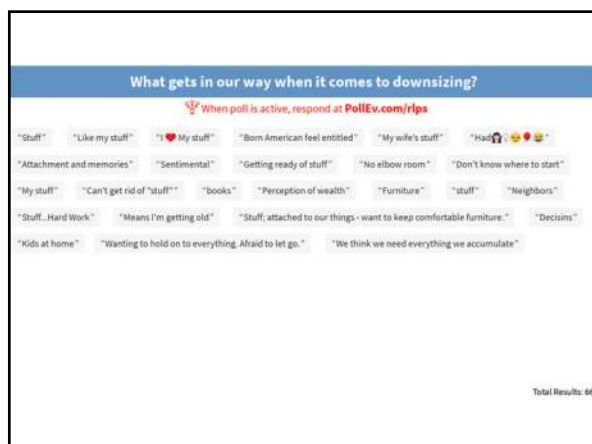 What gets in our way when it comes to downsizing?
When poll is active, respond at PollEv.com/rlps
"Stuff" "Like my stuff" "I ❤️ My stuff" "Born American feel entitled" "My wife's stuff" "Had
"Attachment and memories" "Sentimental" "Getting ready of stuff" "No elbow room" "Don't know where to start"
"My stuff" "Can't get rid of "stuff"" "books" "Perception of wealth" "Furniture" "stuff" "Neighbors"
"Stuff...Hard Work" "Means I'm getting old" "Stuff; attached to our things - want to keep comfortable furniture." "Decisins"
"Kids at home" "Wanting to hold on to everything. Afraid to let go." "We think we need everything we accumulate"
Total Results: 66